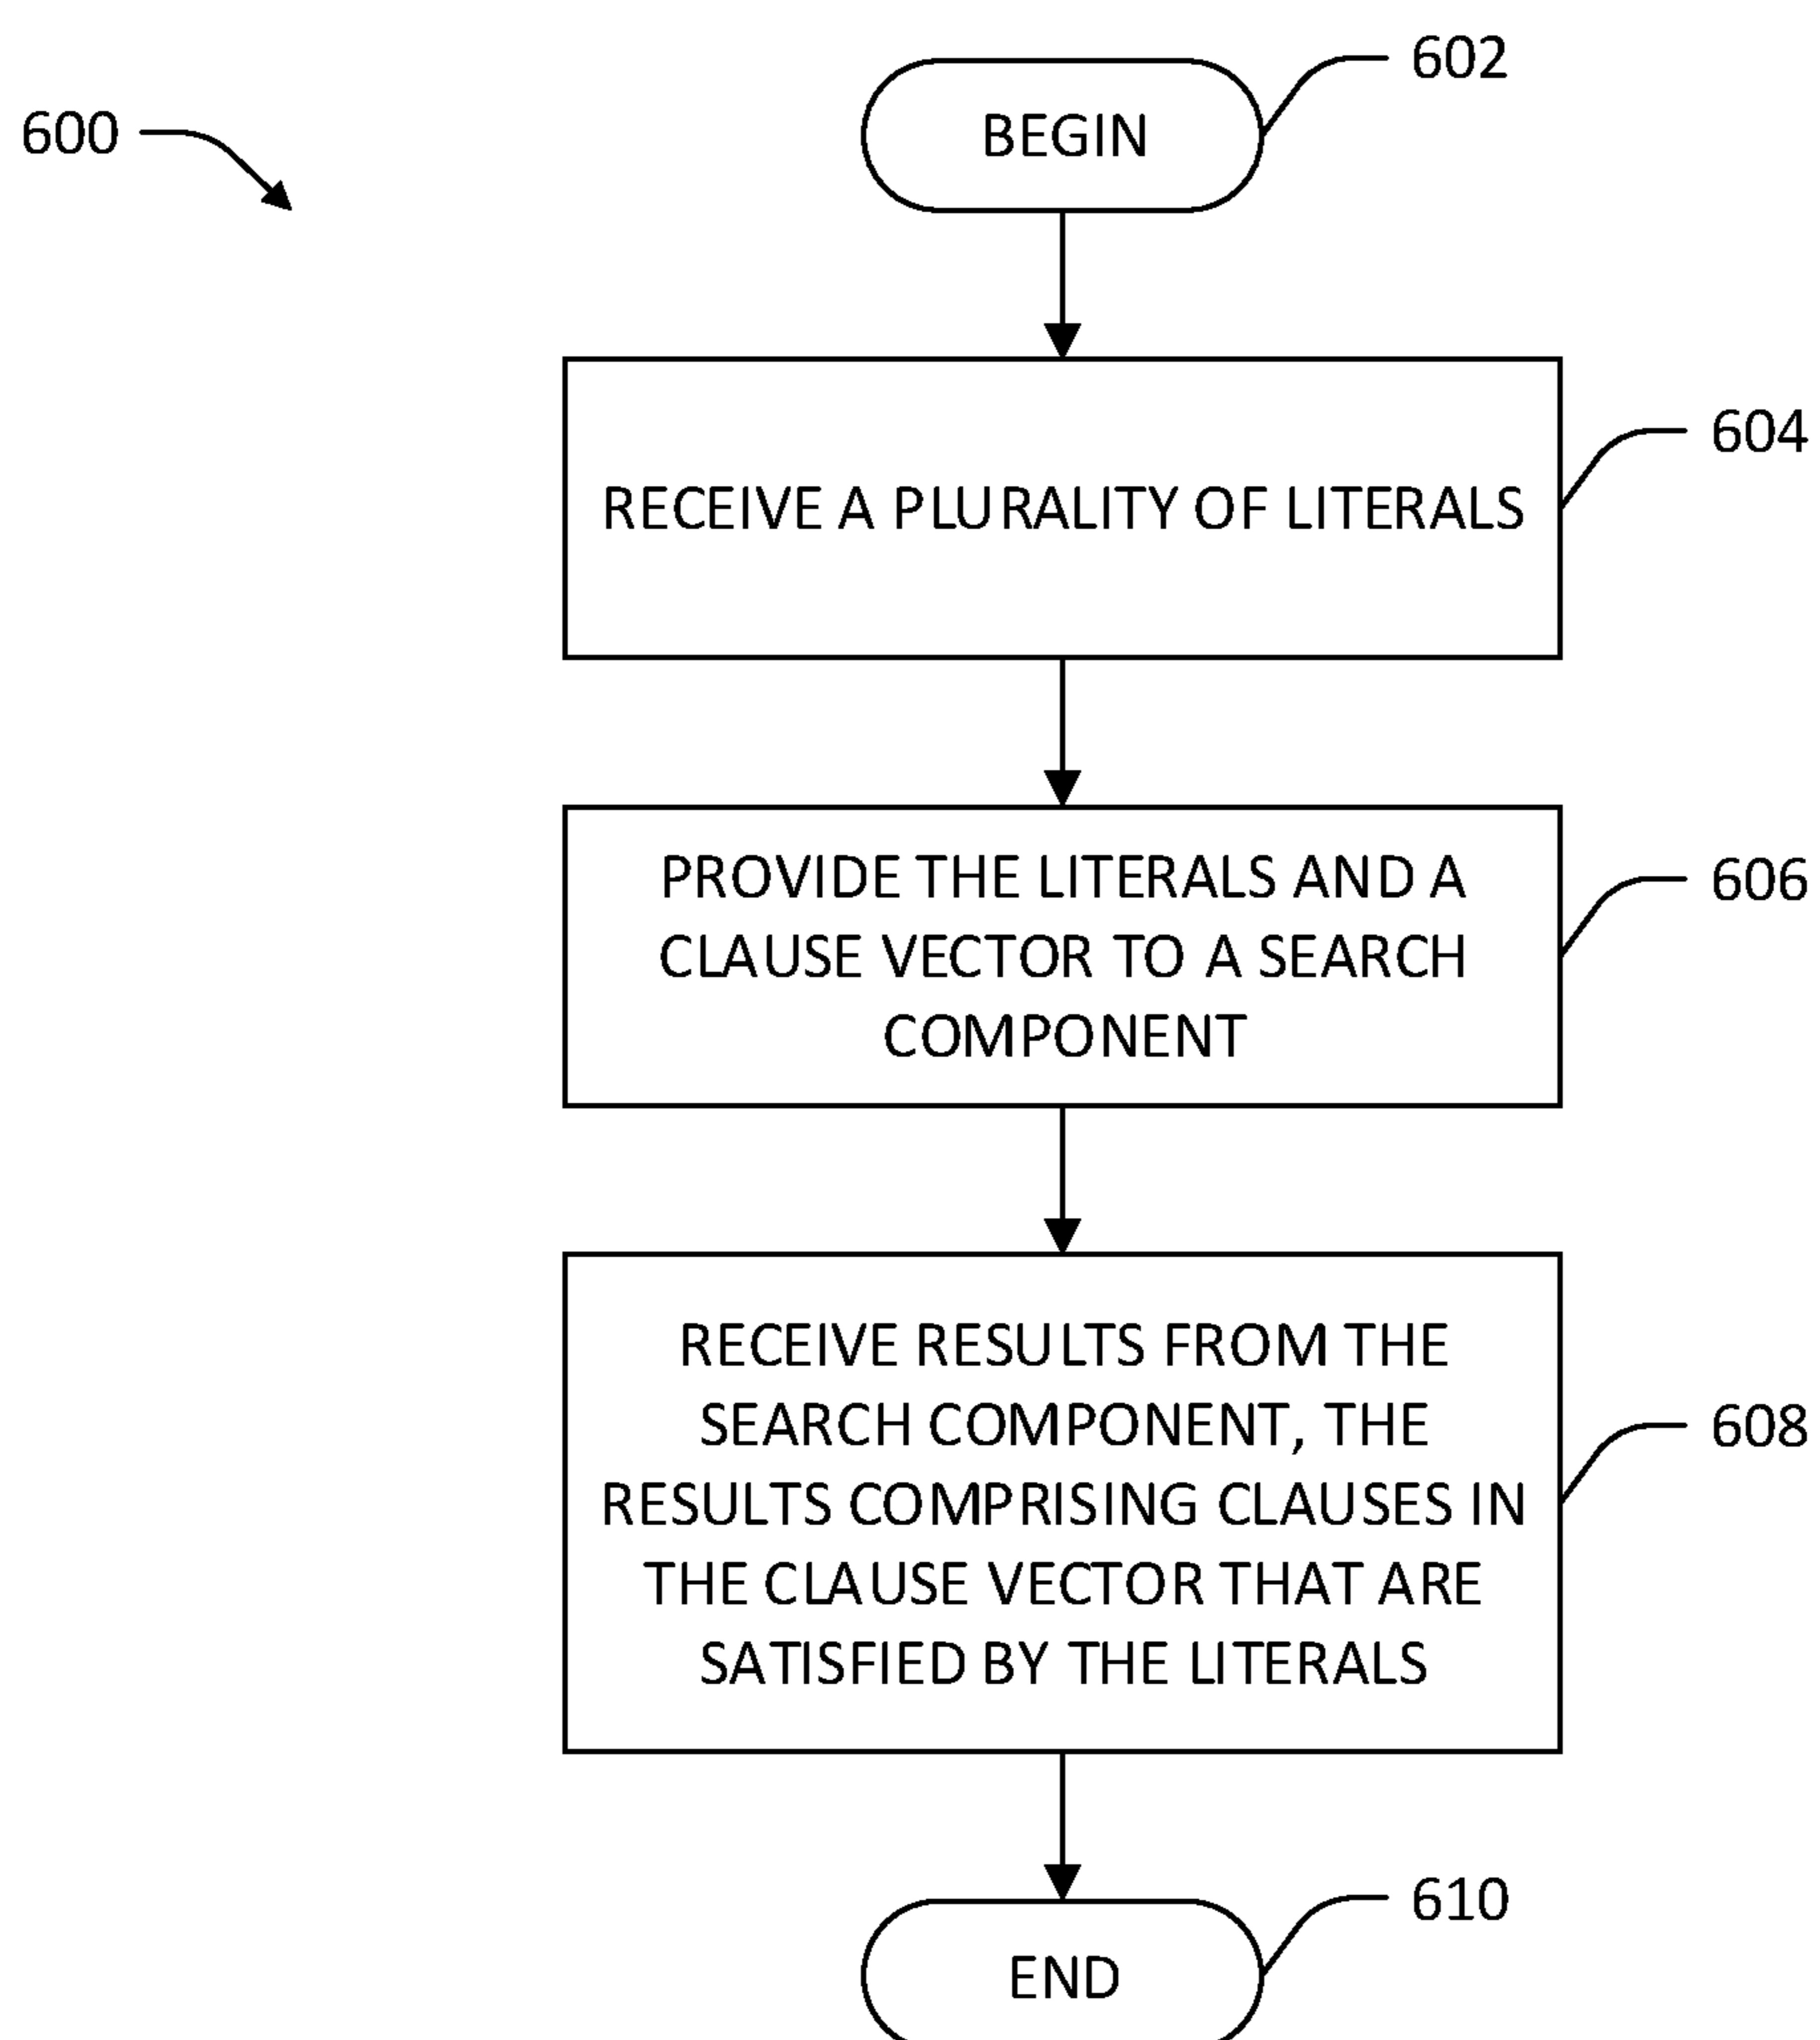 602
600
BEGIN
604
RECEIVE A PLURALITY OF LITERALS
606
PROVIDE THE LITERALS AND A
CLAUSE VECTOR TO A SEARCH
COMPONENT
608
RECEIVE RESULTS FROM THE
SEARCH COMPONENT, THE
RESULTS COMPRISING CLAUSES IN
THE CLAUSE VECTOR THAT ARE
SATISFIED BY THE LITERALS
610
END